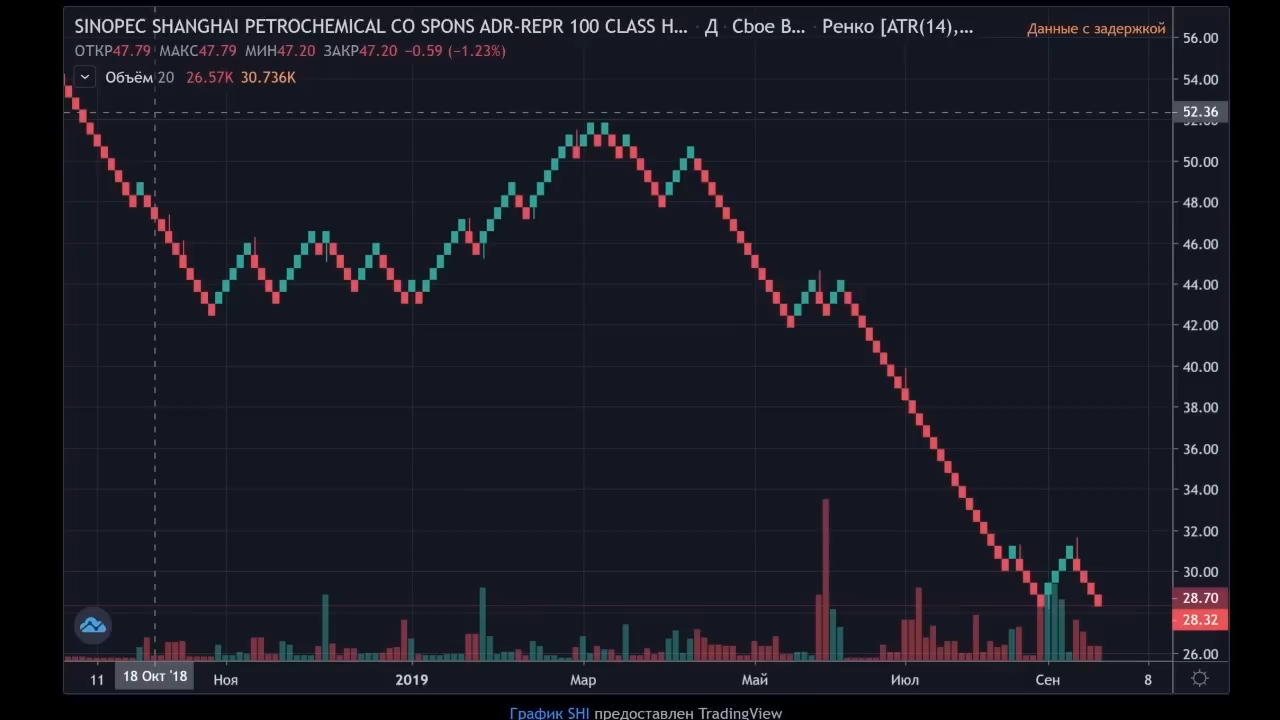 SINOPEC SHANGHAI PETROCHEMICAL CO SPONS ADR-REPR 100 CLASS H... · Д · Cboe B... · Ренко [ATR(14),...
Данные с задержкой
ОТКР47.79 МАКС47.79 МИН47.20 ЗАКР47.20 −0.59 (−1.23%)
Объём 20 26.57K 30.736K
56.00
54.00
52.36
50.00
48.00
46.00
44.00
42.00
40.00
38.00
36.00
34.00
32.00
30.00
28.70
28.32
26.00
11 18 Окт '18 Ноя 2019 Мар Май Июл Сен 8
График SHI предоставлен TradingView